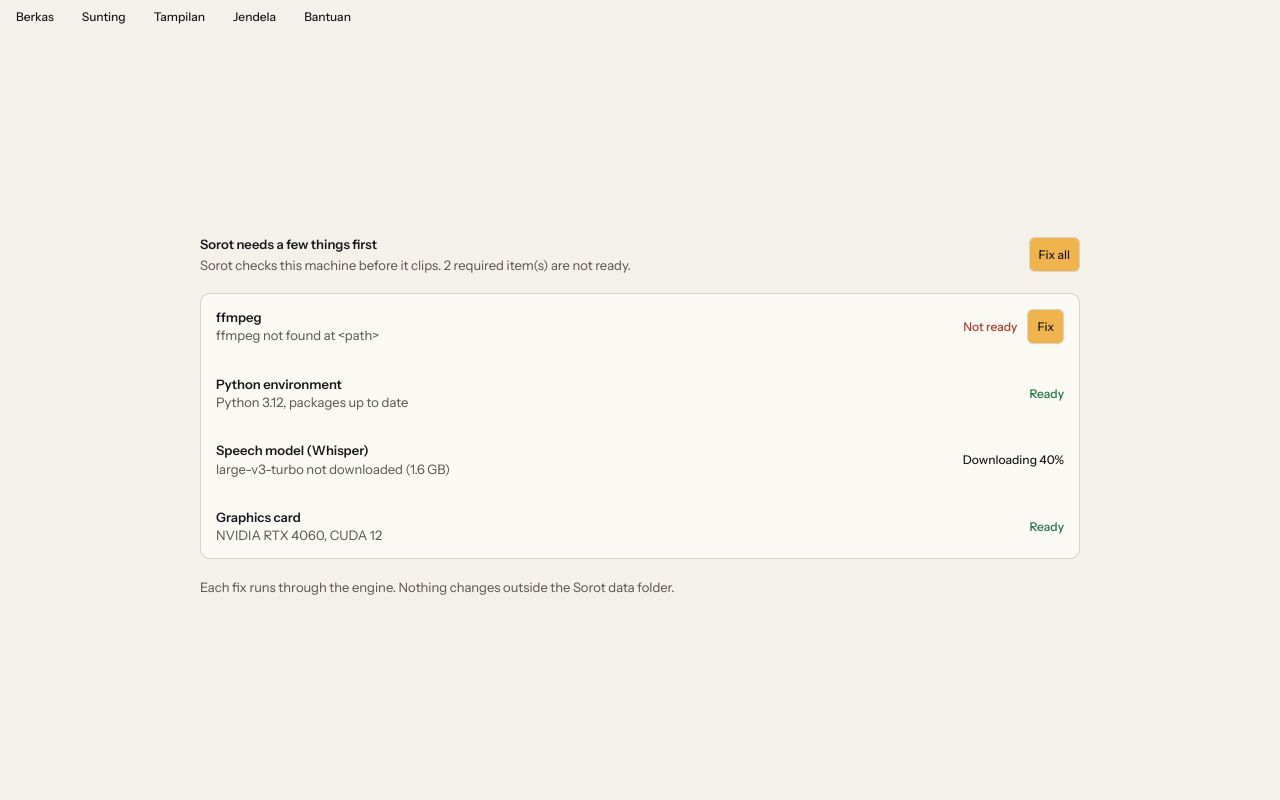 Berkas Sunting Tampilan Jendela Bantuan
Sorot needs a few things first
Sorot checks this machine before it clips. 2 required item(s) are not ready.
Fix all
ffmpeg
ffmpeg not found at <path>
Not ready
Fix
Python environment
Python 3.12, packages up to date
Ready
Speech model (Whisper)
large-v3-turbo not downloaded (1.6 GB)
Downloading 40%
Graphics card
NVIDIA RTX 4060, CUDA 12
Ready
Each fix runs through the engine. Nothing changes outside the Sorot data folder.